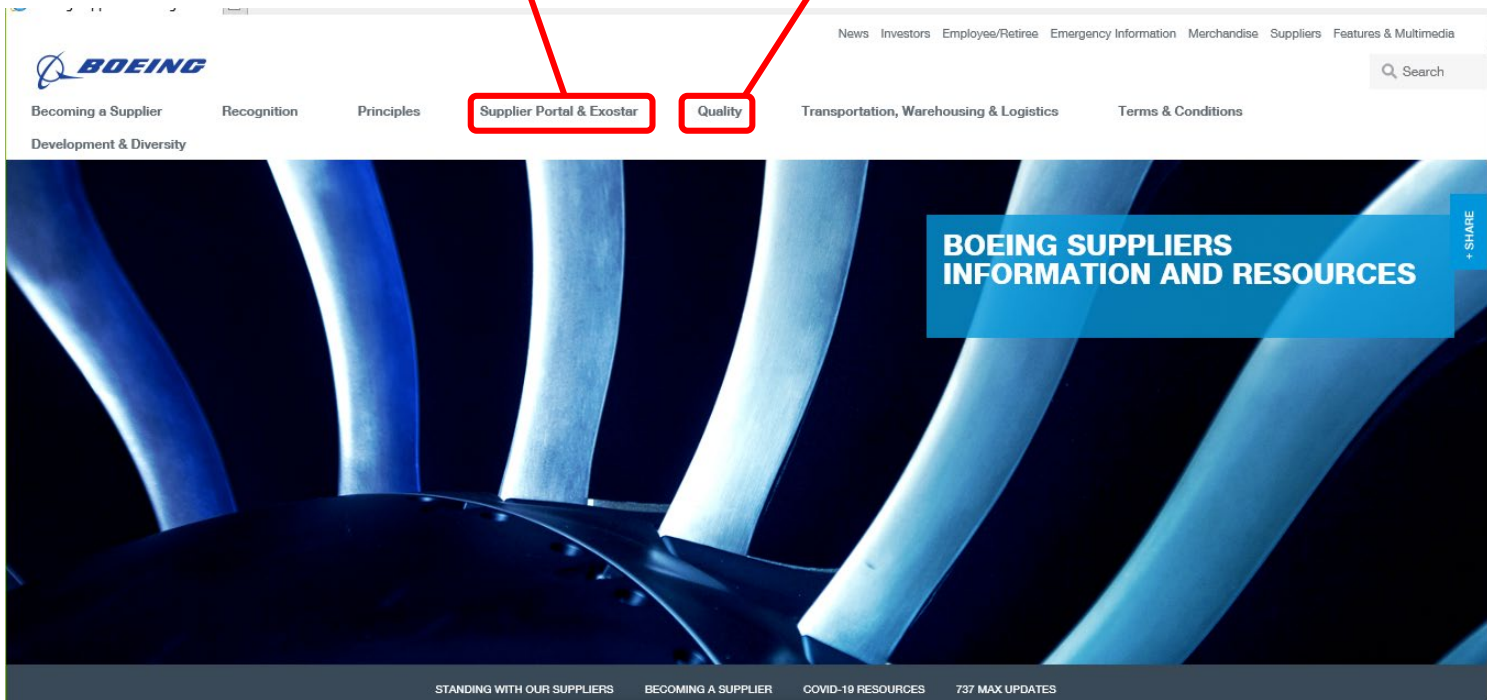 News Investors Employee/Retiree Emergency Information Merchandise Suppliers Features & Multimedia
BOEING
Search
Becoming a Supplier Recognition Principles Supplier Portal & Exostar Quality Transportation, Warehousing & Logistics Terms & Conditions
Development & Diversity
+ SHARE
BOEING SUPPLIERS
INFORMATION AND RESOURCES
STANDING WITH OUR SUPPLIERS BECOMING A SUPPLIER COVID-19 RESOURCES 737 MAX UPDATES